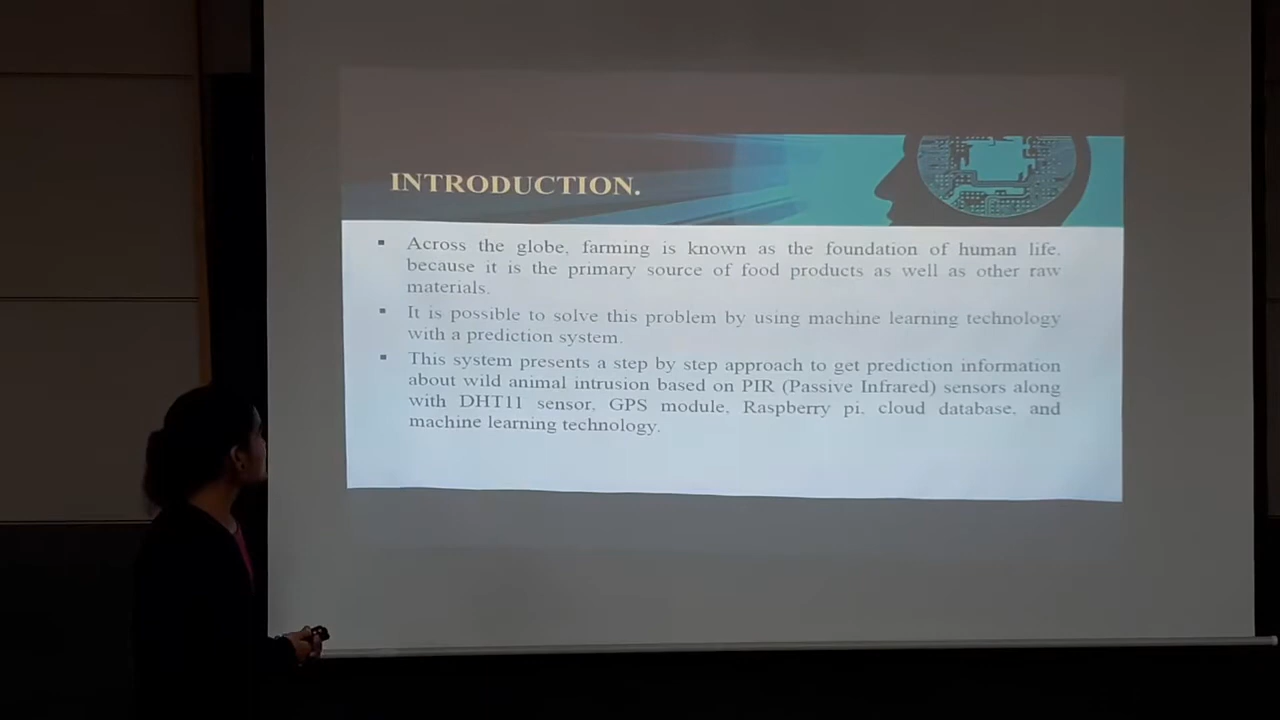 INTRODUCTION.
▪ Across the globe, farming is known as the foundation of human life,
because it is the primary source of food products as well as other raw
materials.
▪ It is possible to solve this problem by using machine learning technology
with a prediction system.
▪ This system presents a step by step approach to get prediction information
about wild animal intrusion based on PIR (Passive Infrared) sensors along
with DHT11 sensor, GPS module, Raspberry pi, cloud database, and
machine learning technology.